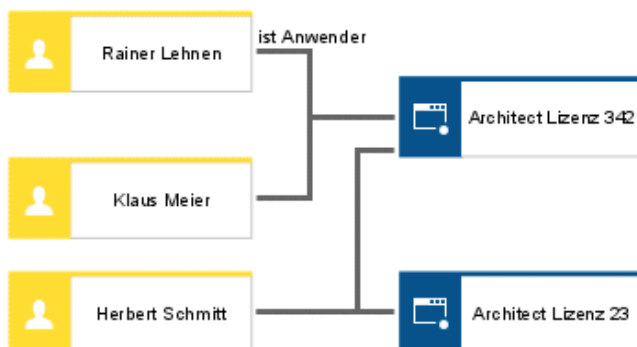 Rainer Lehnen
ist Anwender
Architect Lizenz 342
Klaus Meier
Herbert Schmitt
Architect Lizenz 23